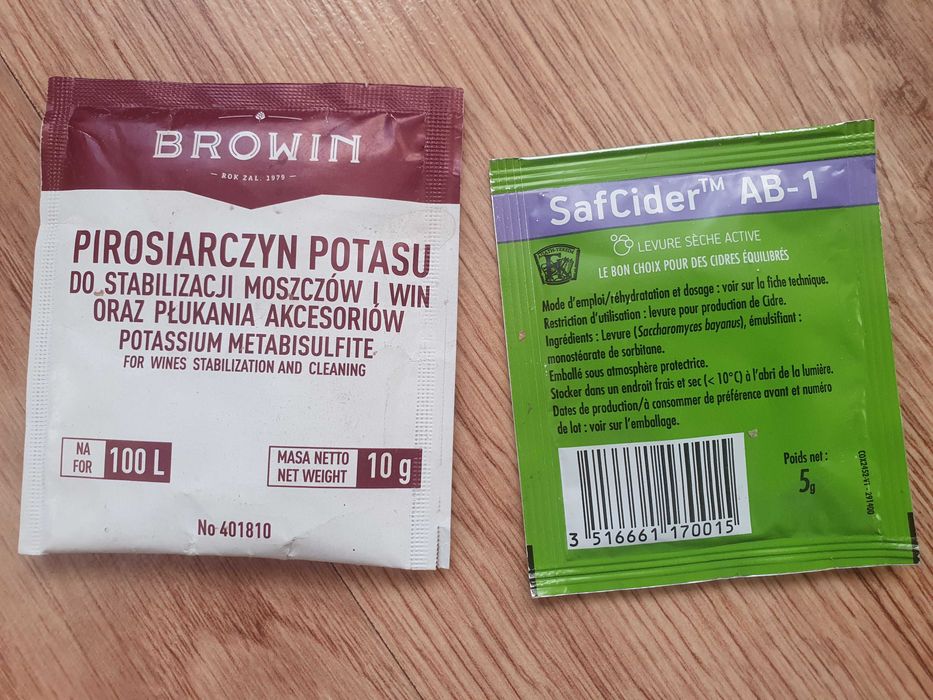 BROWIN
ROK ZAŁ. 1979
PIROSIARCZYN POTASU
DO STABILIZACJI MOSZCZÓW I WIN
ORAZ PŁUKANIA AKCESORIÓW
POTASSIUM METABISULFITE
FOR WINES STABILIZATION AND CLEANING
NA
FOR
100 L
MASA NETTO
NET WEIGHT
10 g
No 401810
SafCider™ AB-1
LEVURE SÈCHE ACTIVE
LE BON CHOIX POUR DES CIDRES ÉQUILIBRÉS
Mode d'emploi/réhydratation et dosage : voir sur la fiche technique.
Restriction d'utilisation : levure pour production de Cidre.
Ingrédients : Levure (Saccharomyces bayanus), émulsifiant :
monostéarate de sorbitane.
Emballé sous atmosphère protectrice.
Stocker dans un endroit frais et sec (< 10°C) à l'abri de la lumière.
Dates de production/à consommer de préférence avant et numéro
de lot : voir sur l'emballage.
Poids net :
5g
3 516661 170015